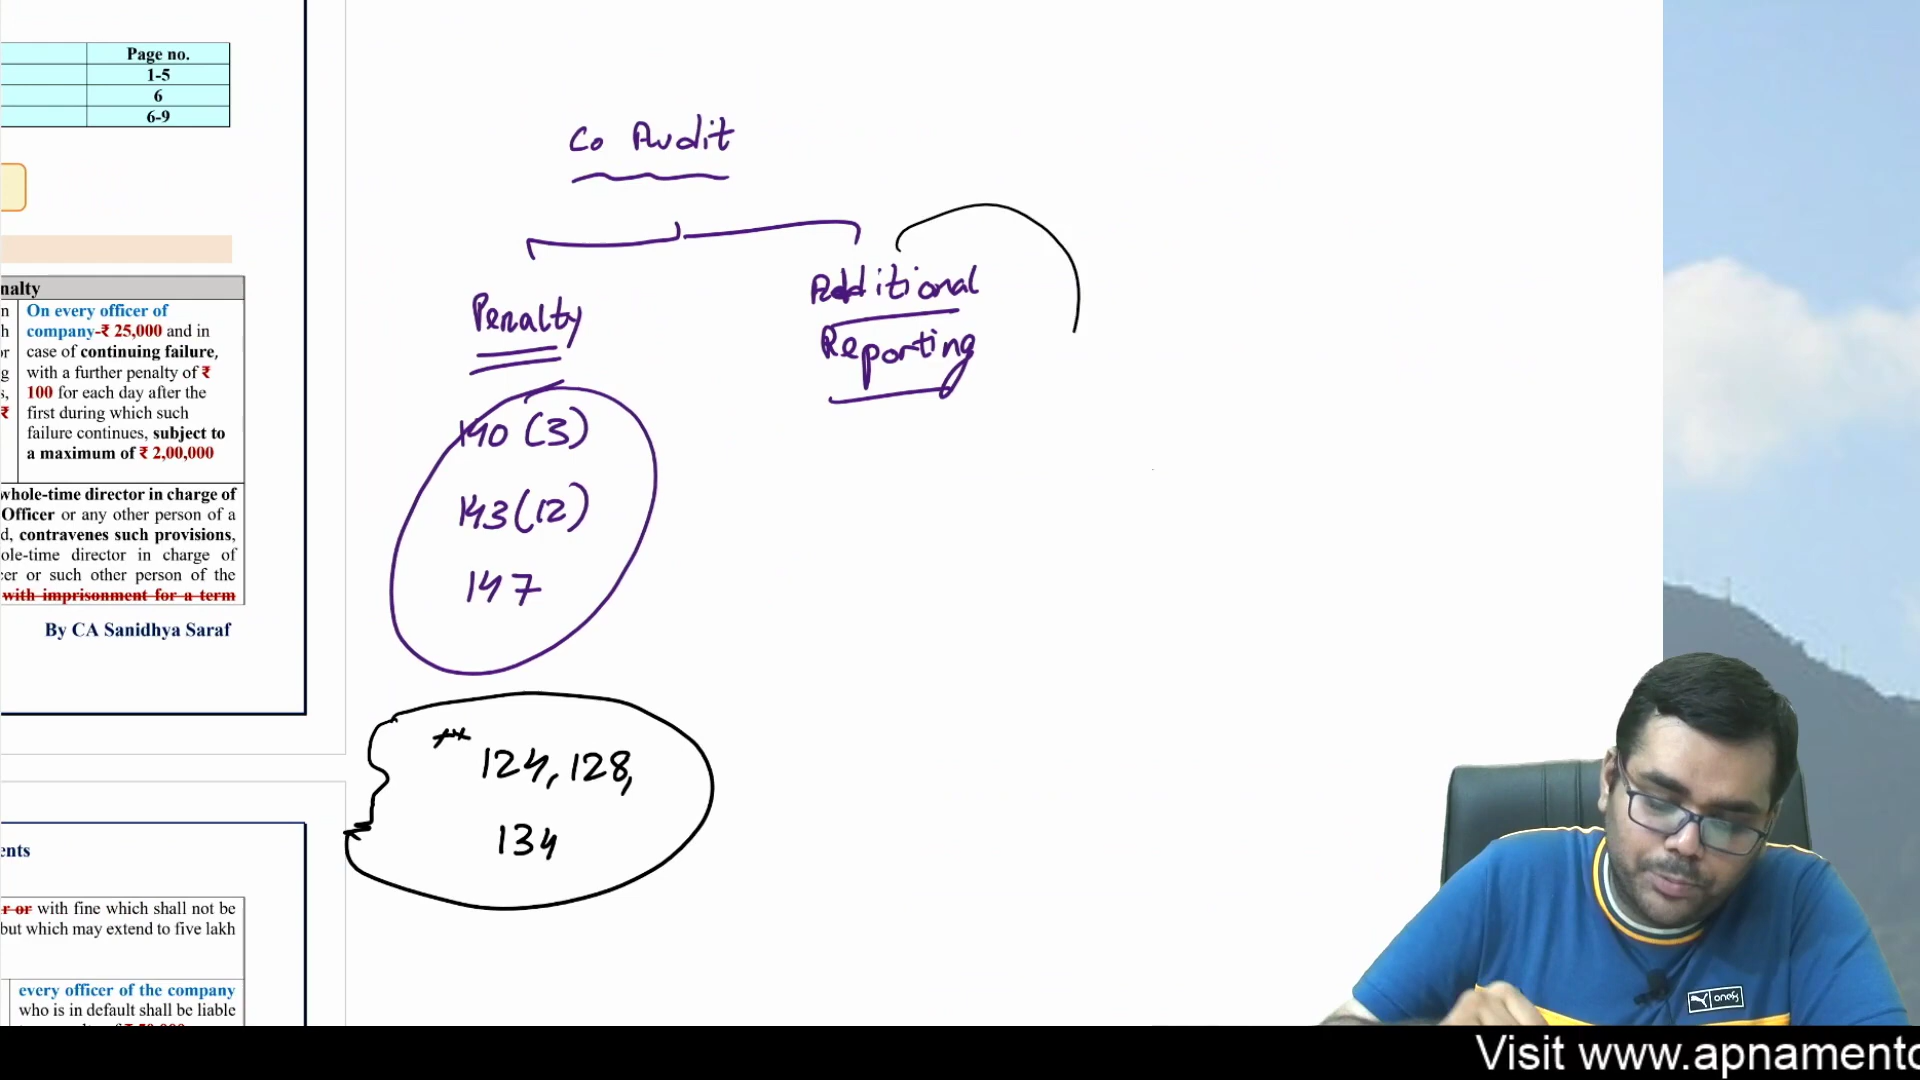 Page no.
1-5
6
6-9
nalty
On every officer of
company-₹ 25,000 and in
case of continuing failure,
with a further penalty of ₹
100 for each day after the
first during which such
failure continues, subject to
a maximum of ₹ 2,00,000
n
h
or
g
s,
₹
whole-time director in charge of
Officer or any other person of a
d, contravenes such provisions,
ole-time director in charge of
cer or such other person of the
with imprisonment for a term
By CA Sanidhya Saraf
ents
r or with fine which shall not be
but which may extend to five lakh
every officer of the company
who is in default shall be liable
Co Audit
Penalty
140 (3)
143 (12)
147
124, 128,
134
Additional
Reporting
onefs
Visit www.apnamento